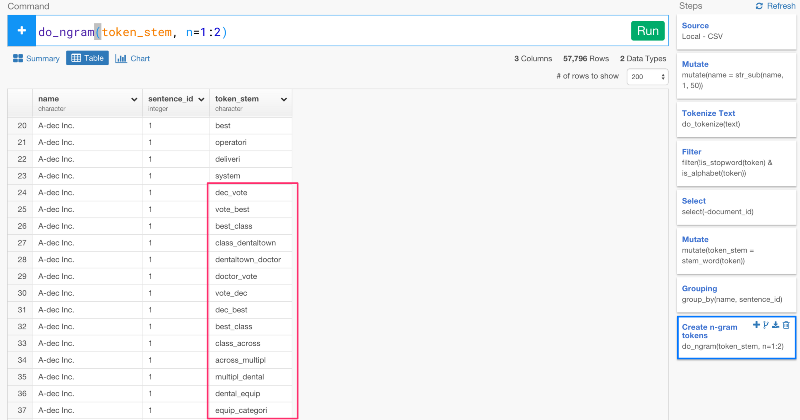 Command
Steps
Refresh
+
do_ngram(token_stem, n=1:2)
Run
Summary
Table
Chart
3 Columns 57,796 Rows 2 Data Types
# of rows to show 200
name sentence_id token_stem
character integer character
20 A-dec Inc. 1 best
21 A-dec Inc. 1 operatori
22 A-dec Inc. 1 deliveri
23 A-dec Inc. 1 system
24 A-dec Inc. 1 dec_vote
25 A-dec Inc. 1 vote_best
26 A-dec Inc. 1 best_class
27 A-dec Inc. 1 class_dentaltown
28 A-dec Inc. 1 dentaltown_doctor
29 A-dec Inc. 1 doctor_vote
30 A-dec Inc. 1 vote_dec
31 A-dec Inc. 1 dec_best
32 A-dec Inc. 1 best_class
33 A-dec Inc. 1 class_across
34 A-dec Inc. 1 across_multipl
35 A-dec Inc. 1 multipl_dental
36 A-dec Inc. 1 dental_equip
37 A-dec Inc. 1 equip_categori
Source
Local - CSV
Mutate
mutate(name = str_sub(name,
1, 50))
Tokenize Text
do_tokenize(text)
Filter
filter(!is_stopword(token) &
is_alphabet(token))
Select
select(-document_id)
Mutate
mutate(token_stem =
stem_word(token))
Grouping
group_by(name, sentence_id)
Create n-gram
tokens
do_ngram(token_stem, n=1:2)